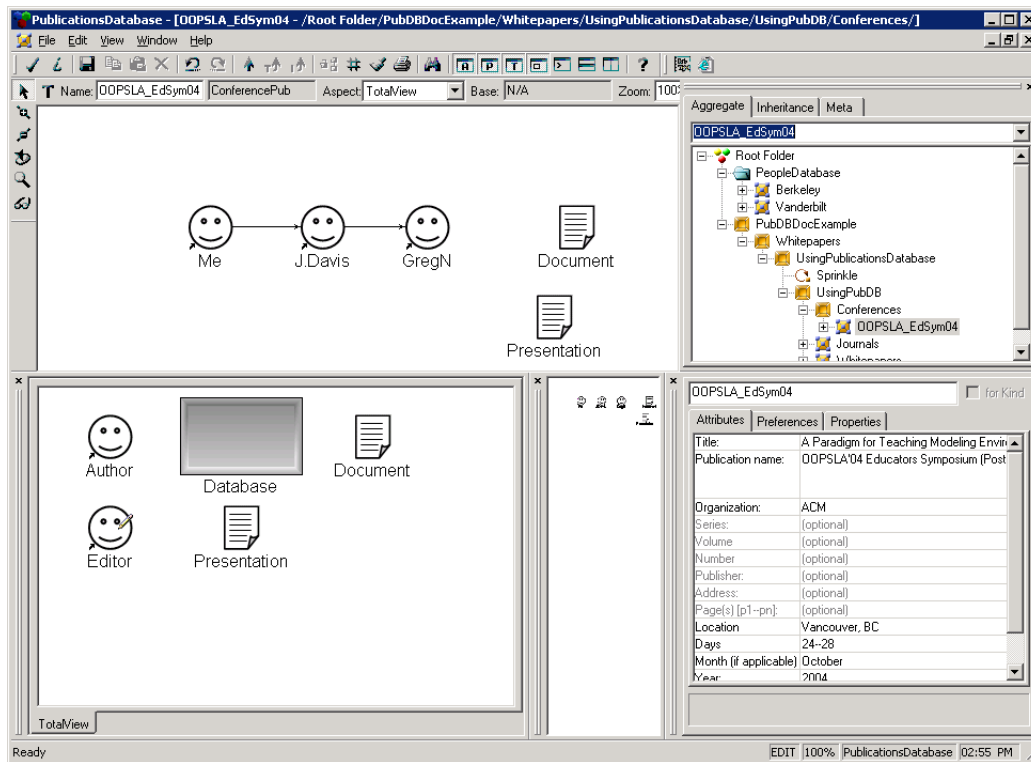 PublicationsDatabase - [OOPSLA_EdSym04 - /Root Folder/PubDBDocExample/Whitepapers/UsingPublicationsDatabase/UsingPubDB/Conferences/]
File Edit View Window Help
Name: OOPSLA_EdSym04 ConferencePub Aspect: TotalView Base: N/A Zoom: 100%
Me
J.Davis
GregN
Document
Presentation
Aggregate Inheritance Meta
OOPSLA_EdSym04
Root Folder
PeopleDatabase
Berkeley
Vanderbilt
PubDBDocExample
Whitepapers
UsingPublicationsDatabase
Sprinkle
UsingPubDB
Conferences
OOPSLA_EdSym04
Journals
Whitepapers
Author
Database
Document
Editor
Presentation
TotalView
OOPSLA_EdSym04 for Kind
Attributes Preferences Properties
Title: A Paradigm for Teaching Modeling Envir
Publication name: OOPSLA'04 Educators Symposium (Post
Organization: ACM
Series: (optional)
Volume (optional)
Number (optional)
Publisher: (optional)
Address: (optional)
Page(s) [p1--pn]: (optional)
Location Vancouver, BC
Days 24--28
Month (if applicable) October
Year: 2004
Ready EDIT 100% PublicationsDatabase 02:55 PM